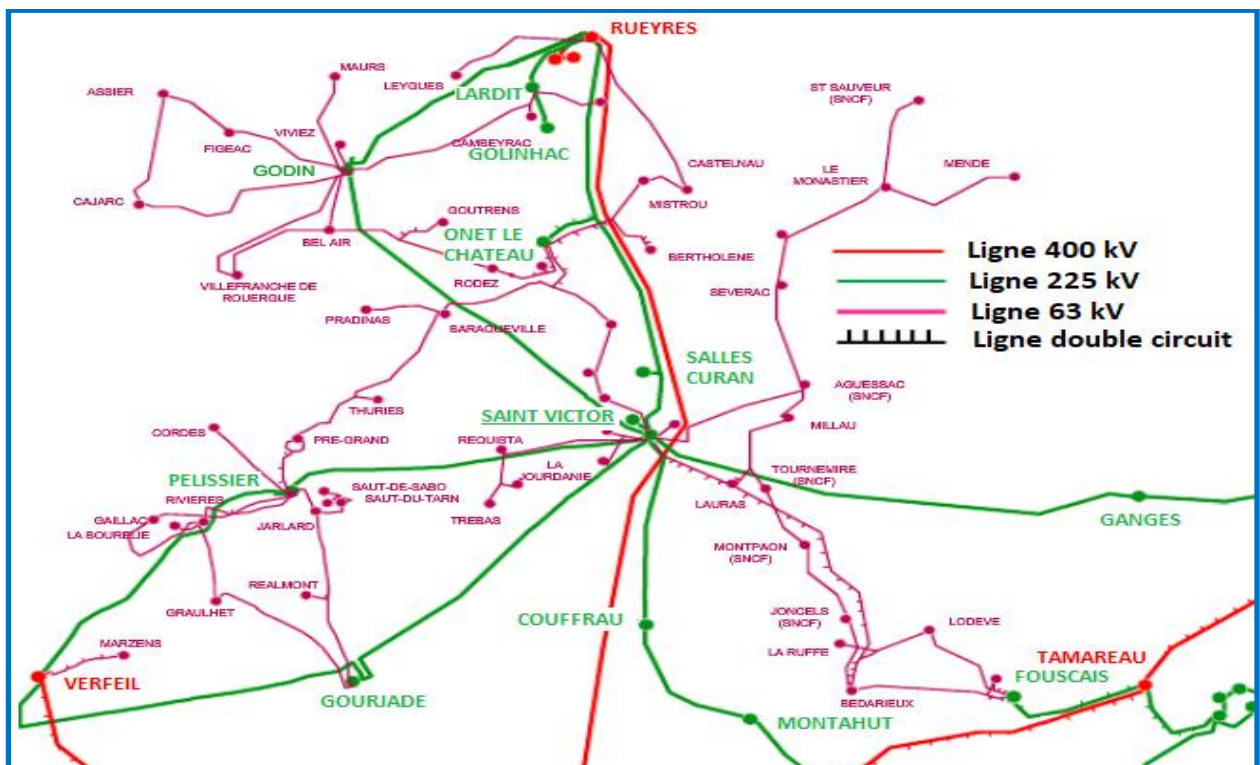 RUEYRES
MAURS
ASSIER
LEYGUES
LARDIT
ST SAUVEUR
(SNCF)
VIVIEZ
FIGEAC
CAMBEYRAC
GOLINHAC
GODIN
CASTELNAU
LE
MONASTIER
MENDE
CAJARC
MISTROU
GOUTRENS
BEL AIR
ONET LE
CHATEAU
BERTHOLENE
Ligne 400 kV
RODEZ
VILLEFRANCHE DE
ROUERGUE
SEVERAC
Ligne 225 kV
PRADINAS
BARAQUEVILLE
Ligne 63 kV
Ligne double circuit
SALLES
CURAN
AGUESSAC
(SNCF)
THURIES
SAINT VICTOR
MILLAU
CORDES
PRE-GRAND
REQUISTA
LA
JOURDANIE
TOURNEMIRE
(SNCF)
PELISSIER
SAUT-DE-SABO
SAUT-DU-TARN
RIVIERES
LAURAS
GAILLAC
JARLARD
TREBAS
GANGES
LA BOURELIE
MONTPAON
(SNCF)
REALMONT
GRAULHET
COUFFRAU
JONCELS
(SNCF)
LODEVE
MARZENS
LA RUFFE
TAMAREAU
VERFEIL
FOUSCAIS
GOURJADE
BEDARIEUX
MONTAHUT